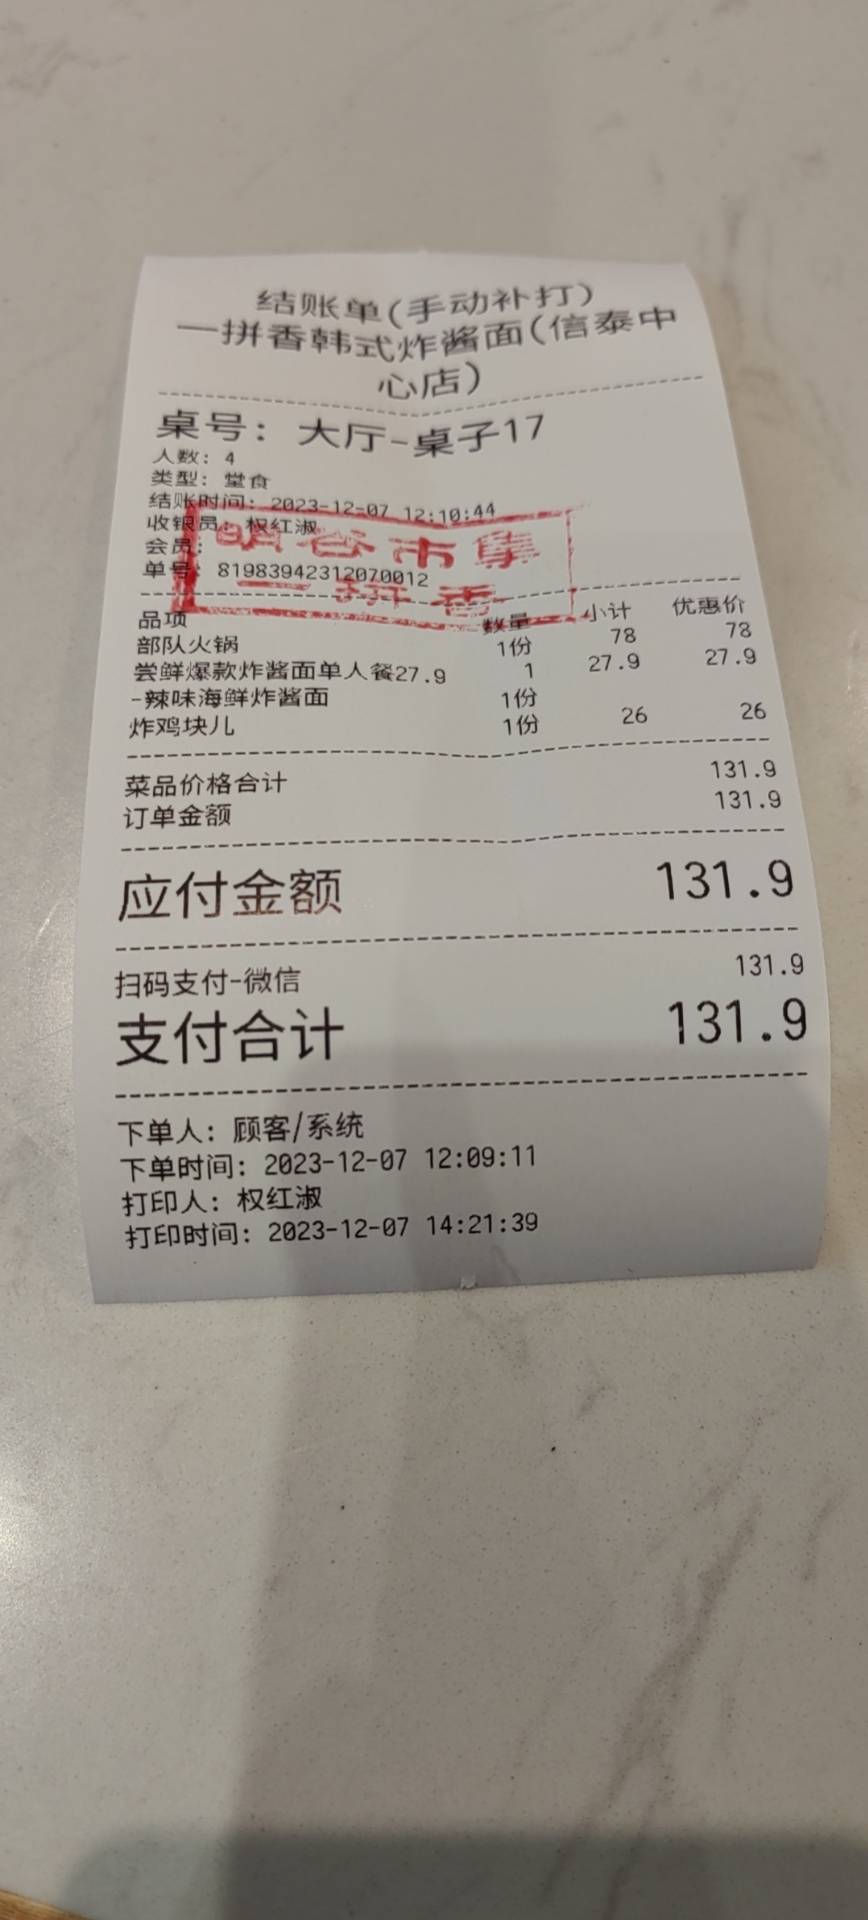 结账单(手动补打)
一拼香韩式炸酱面(信泰中
心店)
桌号: 大厅-桌子17
人数: 4
类型: 堂食
结账时间: 2023-12-07 12:10:44
收银员: 权红淑
会员:
单号: 81983942312070012
明谷市集
一拼香
品项 数量 小计 优惠价
部队火锅 1份 78 78
尝鲜爆款炸酱面单人餐27.9 1 27.9 27.9
-辣味海鲜炸酱面 1份
炸鸡块儿 1份 26 26
菜品价格合计 131.9
订单金额 131.9
应付金额 131.9
扫码支付-微信 131.9
支付合计 131.9
下单人: 顾客/系统
下单时间: 2023-12-07 12:09:11
打印人: 权红淑
打印时间: 2023-12-07 14:21:39